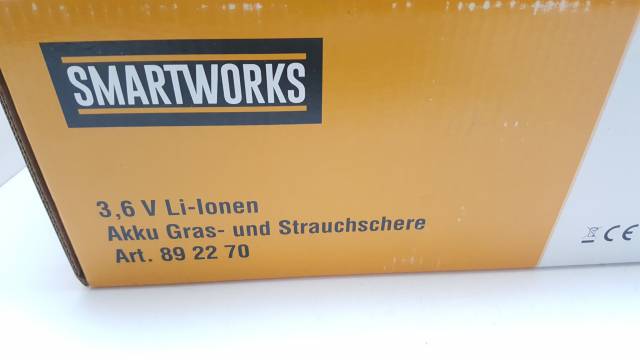 SMARTWORKS
3,6 V Li-Ionen
Akku Gras- und Strauchschere
Art. 89 22 70
CE